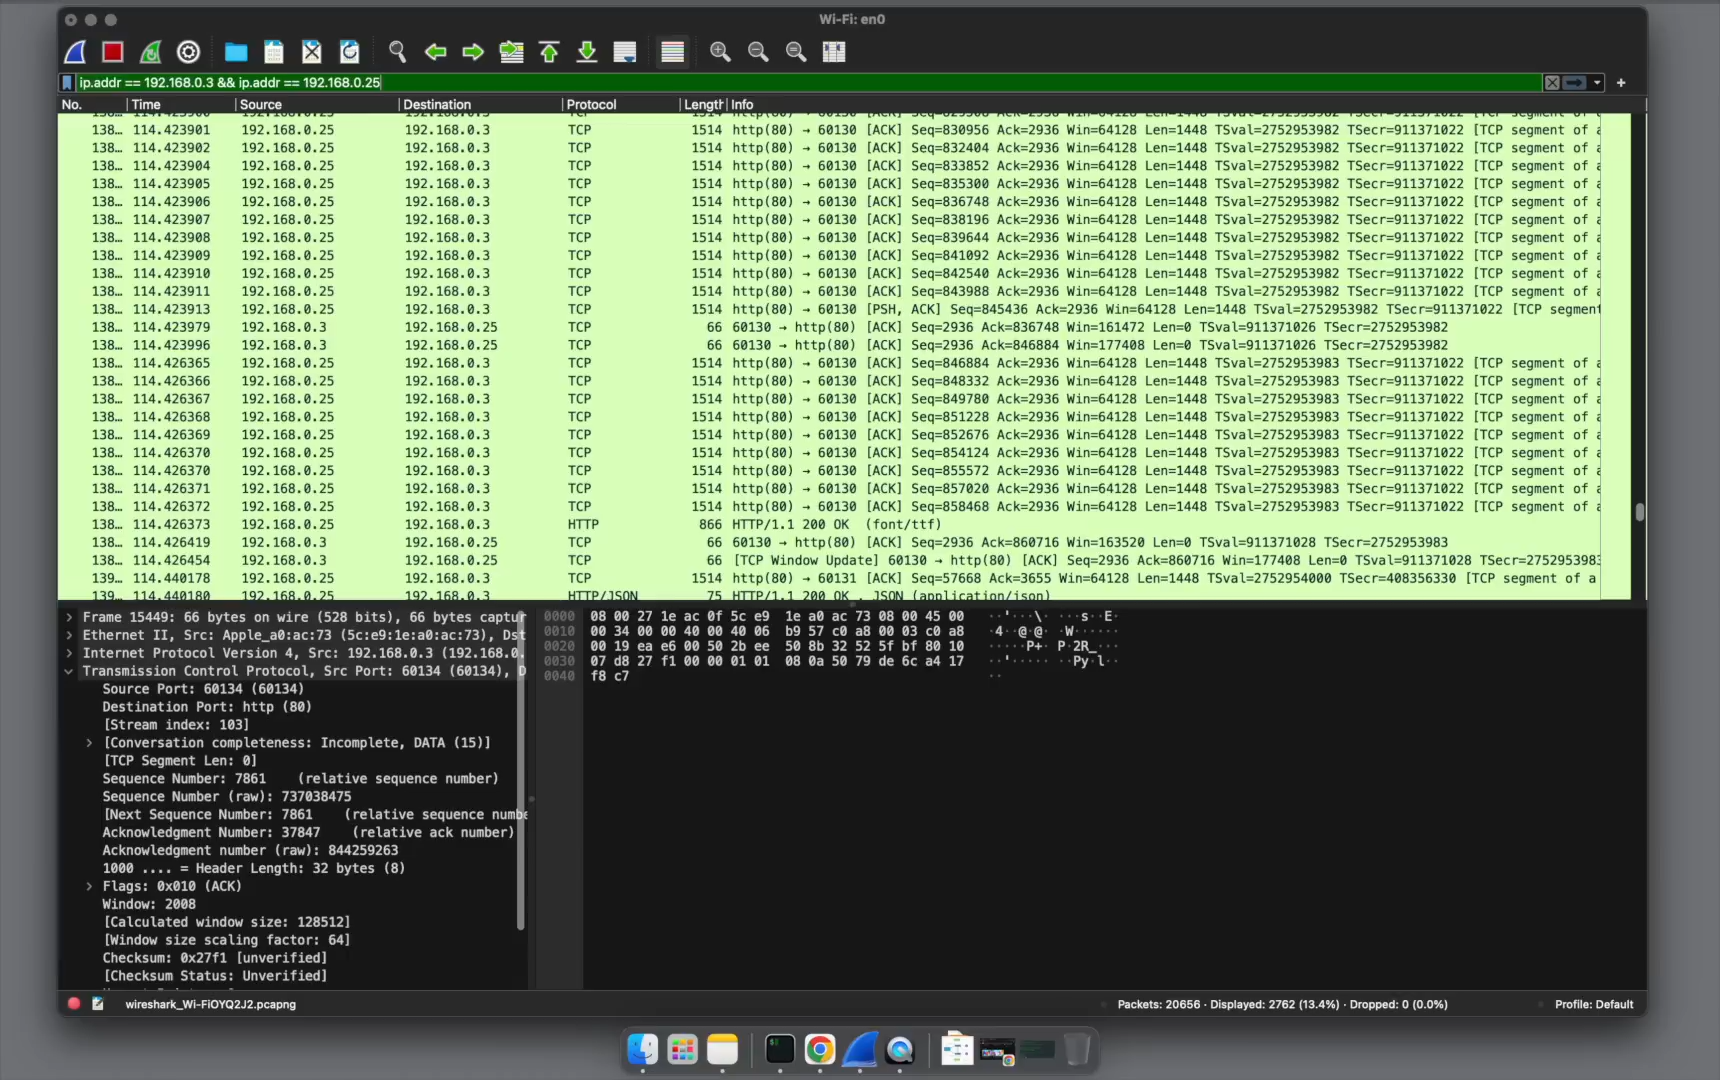 Wi-Fi: en0
ip.addr == 192.168.0.3 && ip.addr == 192.168.0.25
No. Time Source Destination Protocol Length Info
138… 114.423901 192.168.0.25 192.168.0.3 TCP 1514 http(80) → 60130 [ACK] Seq=830956 Ack=2936 Win=64128 Len=1448 TSval=2752953982 TSecr=911371022 [TCP segment of a
138… 114.423902 192.168.0.25 192.168.0.3 TCP 1514 http(80) → 60130 [ACK] Seq=832404 Ack=2936 Win=64128 Len=1448 TSval=2752953982 TSecr=911371022 [TCP segment of a
138… 114.423904 192.168.0.25 192.168.0.3 TCP 1514 http(80) → 60130 [ACK] Seq=833852 Ack=2936 Win=64128 Len=1448 TSval=2752953982 TSecr=911371022 [TCP segment of a
138… 114.423905 192.168.0.25 192.168.0.3 TCP 1514 http(80) → 60130 [ACK] Seq=835300 Ack=2936 Win=64128 Len=1448 TSval=2752953982 TSecr=911371022 [TCP segment of a
138… 114.423906 192.168.0.25 192.168.0.3 TCP 1514 http(80) → 60130 [ACK] Seq=836748 Ack=2936 Win=64128 Len=1448 TSval=2752953982 TSecr=911371022 [TCP segment of a
138… 114.423907 192.168.0.25 192.168.0.3 TCP 1514 http(80) → 60130 [ACK] Seq=838196 Ack=2936 Win=64128 Len=1448 TSval=2752953982 TSecr=911371022 [TCP segment of a
138… 114.423908 192.168.0.25 192.168.0.3 TCP 1514 http(80) → 60130 [ACK] Seq=839644 Ack=2936 Win=64128 Len=1448 TSval=2752953982 TSecr=911371022 [TCP segment of a
138… 114.423909 192.168.0.25 192.168.0.3 TCP 1514 http(80) → 60130 [ACK] Seq=841092 Ack=2936 Win=64128 Len=1448 TSval=2752953982 TSecr=911371022 [TCP segment of a
138… 114.423910 192.168.0.25 192.168.0.3 TCP 1514 http(80) → 60130 [ACK] Seq=842540 Ack=2936 Win=64128 Len=1448 TSval=2752953982 TSecr=911371022 [TCP segment of a
138… 114.423911 192.168.0.25 192.168.0.3 TCP 1514 http(80) → 60130 [ACK] Seq=843988 Ack=2936 Win=64128 Len=1448 TSval=2752953982 TSecr=911371022 [TCP segment of a
138… 114.423913 192.168.0.25 192.168.0.3 TCP 1514 http(80) → 60130 [PSH, ACK] Seq=845436 Ack=2936 Win=64128 Len=1448 TSval=2752953982 TSecr=911371022 [TCP segment
138… 114.423979 192.168.0.3 192.168.0.25 TCP 66 60130 → http(80) [ACK] Seq=2936 Ack=836748 Win=161472 Len=0 TSval=911371026 TSecr=2752953982
138… 114.423996 192.168.0.3 192.168.0.25 TCP 66 60130 → http(80) [ACK] Seq=2936 Ack=846884 Win=177408 Len=0 TSval=911371026 TSecr=2752953982
138… 114.426365 192.168.0.25 192.168.0.3 TCP 1514 http(80) → 60130 [ACK] Seq=846884 Ack=2936 Win=64128 Len=1448 TSval=2752953983 TSecr=911371022 [TCP segment of a
138… 114.426366 192.168.0.25 192.168.0.3 TCP 1514 http(80) → 60130 [ACK] Seq=848332 Ack=2936 Win=64128 Len=1448 TSval=2752953983 TSecr=911371022 [TCP segment of a
138… 114.426367 192.168.0.25 192.168.0.3 TCP 1514 http(80) → 60130 [ACK] Seq=849780 Ack=2936 Win=64128 Len=1448 TSval=2752953983 TSecr=911371022 [TCP segment of a
138… 114.426368 192.168.0.25 192.168.0.3 TCP 1514 http(80) → 60130 [ACK] Seq=851228 Ack=2936 Win=64128 Len=1448 TSval=2752953983 TSecr=911371022 [TCP segment of a
138… 114.426369 192.168.0.25 192.168.0.3 TCP 1514 http(80) → 60130 [ACK] Seq=852676 Ack=2936 Win=64128 Len=1448 TSval=2752953983 TSecr=911371022 [TCP segment of a
138… 114.426370 192.168.0.25 192.168.0.3 TCP 1514 http(80) → 60130 [ACK] Seq=854124 Ack=2936 Win=64128 Len=1448 TSval=2752953983 TSecr=911371022 [TCP segment of a
138… 114.426370 192.168.0.25 192.168.0.3 TCP 1514 http(80) → 60130 [ACK] Seq=855572 Ack=2936 Win=64128 Len=1448 TSval=2752953983 TSecr=911371022 [TCP segment of a
138… 114.426371 192.168.0.25 192.168.0.3 TCP 1514 http(80) → 60130 [ACK] Seq=857020 Ack=2936 Win=64128 Len=1448 TSval=2752953983 TSecr=911371022 [TCP segment of a
138… 114.426372 192.168.0.25 192.168.0.3 TCP 1514 http(80) → 60130 [ACK] Seq=858468 Ack=2936 Win=64128 Len=1448 TSval=2752953983 TSecr=911371022 [TCP segment of a
138… 114.426373 192.168.0.25 192.168.0.3 HTTP 866 HTTP/1.1 200 OK (font/ttf)
138… 114.426419 192.168.0.3 192.168.0.25 TCP 66 60130 → http(80) [ACK] Seq=2936 Ack=860716 Win=163520 Len=0 TSval=911371028 TSecr=2752953983
138… 114.426454 192.168.0.3 192.168.0.25 TCP 66 [TCP Window Update] 60130 → http(80) [ACK] Seq=2936 Ack=860716 Win=177408 Len=0 TSval=911371028 TSecr=2752953983
139… 114.440178 192.168.0.25 192.168.0.3 TCP 1514 http(80) → 60131 [ACK] Seq=57668 Ack=3655 Win=64128 Len=1448 TSval=2752954000 TSecr=408356330 [TCP segment of a
139… 114.440180 192.168.0.25 192.168.0.3 HTTP/JSON 75 HTTP/1.1 200 OK , JSON (application/json)
Frame 15449: 66 bytes on wire (528 bits), 66 bytes captur
Ethernet II, Src: Apple_a0:ac:73 (5c:e9:1e:a0:ac:73), Dst
Internet Protocol Version 4, Src: 192.168.0.3 (192.168.0.
Transmission Control Protocol, Src Port: 60134 (60134), D
Source Port: 60134 (60134)
Destination Port: http (80)
[Stream index: 103]
[Conversation completeness: Incomplete, DATA (15)]
[TCP Segment Len: 0]
Sequence Number: 7861 (relative sequence number)
Sequence Number (raw): 737038475
[Next Sequence Number: 7861 (relative sequence numbe
Acknowledgment Number: 37847 (relative ack number)
Acknowledgment number (raw): 844259263
1000 .... = Header Length: 32 bytes (8)
Flags: 0x010 (ACK)
Window: 2008
[Calculated window size: 128512]
[Window size scaling factor: 64]
Checksum: 0x27f1 [unverified]
[Checksum Status: Unverified]
0000 08 00 27 1e ac 0f 5c e9 1e a0 ac 73 08 00 45 00 ··'···\· ···s··E·
0010 00 34 00 00 40 00 40 06 b9 57 c0 a8 00 03 c0 a8 ·4··@·@· ·W······
0020 00 19 ea e6 00 50 2b ee 50 8b 32 52 5f bf 80 10 ·····P+· P·2R_···
0030 07 d8 27 f1 00 00 01 01 08 0a 50 79 de 6c a4 17 ··'····· ··Py·l··
0040 f8 c7 ··
wireshark_Wi-FiOYQ2J2.pcapng
Packets: 20656 · Displayed: 2762 (13.4%) · Dropped: 0 (0.0%)
Profile: Default